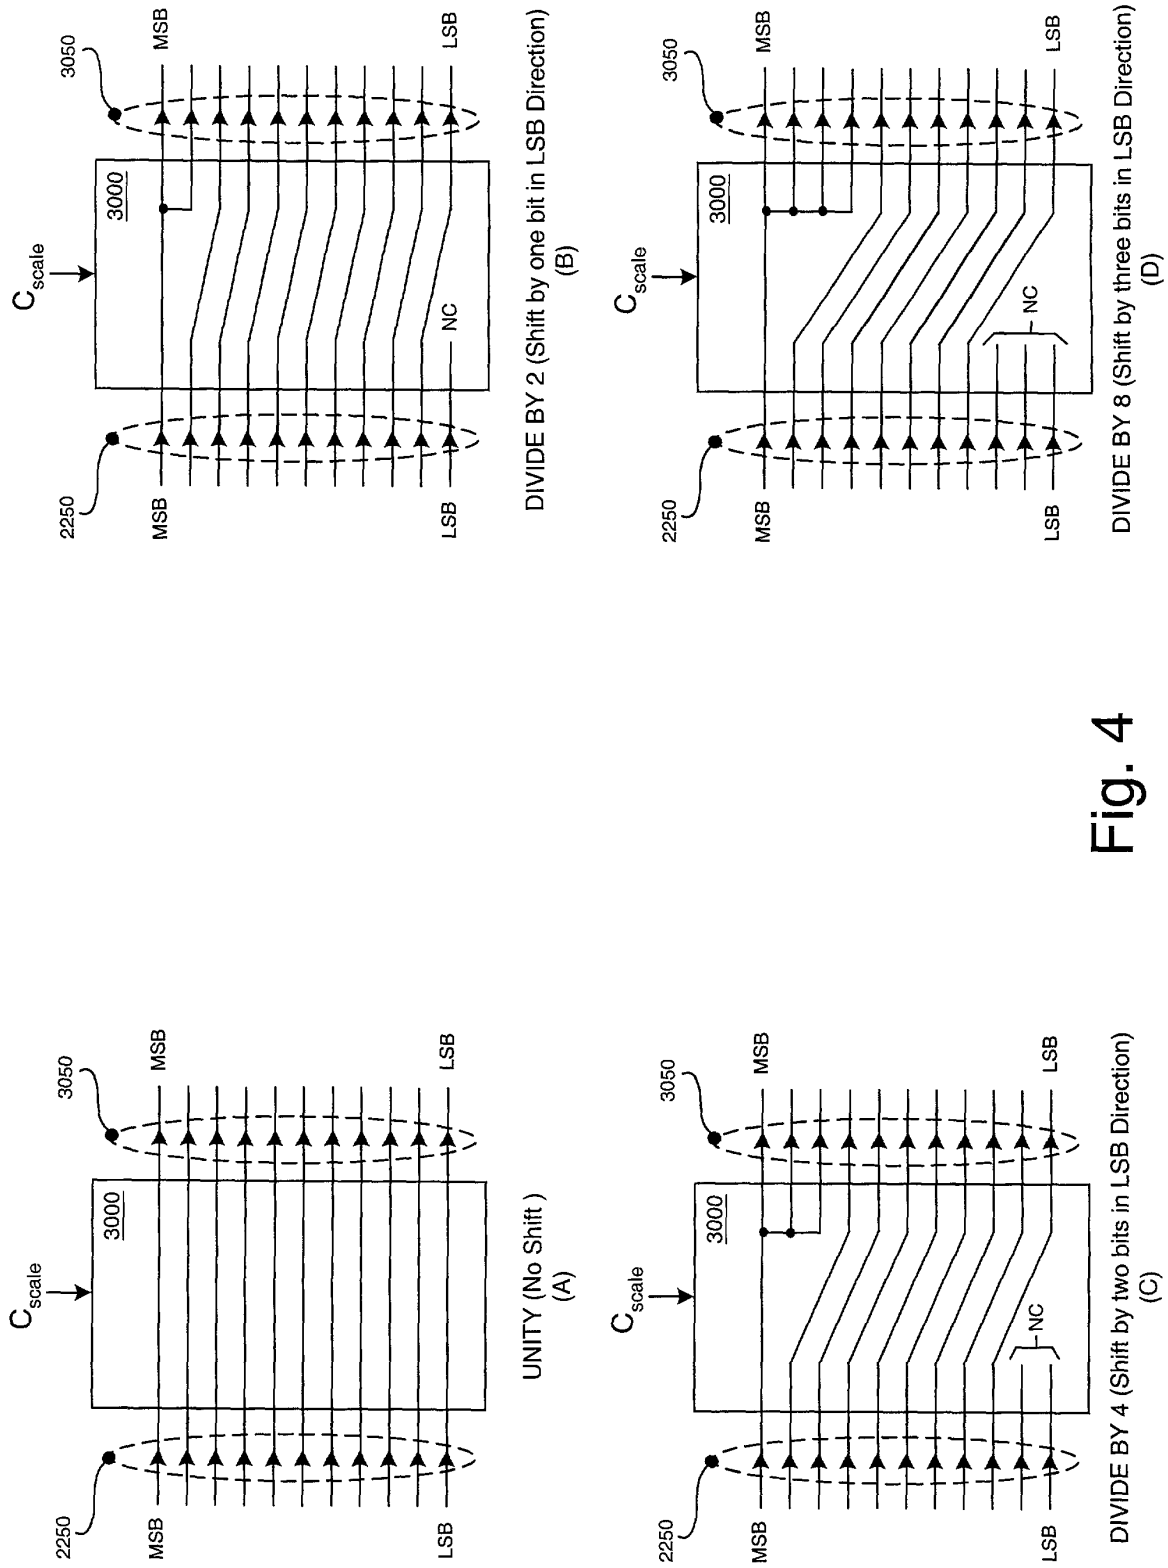 C scale
2250
3050
3000
MSB
MSB
LSB
LSB
UNITY (No Shift )
(A)
C scale
2250
3050
3000
MSB
MSB
NC
LSB
LSB
DIVIDE BY 2 (Shift by one bit in LSB Direction)
(B)
C scale
2250
3050
3000
MSB
MSB
NC
LSB
LSB
DIVIDE BY 4 (Shift by two bits in LSB Direction)
(C)
C scale
2250
3050
3000
MSB
MSB
NC
LSB
LSB
DIVIDE BY 8 (Shift by three bits in LSB Direction)
(D)
Fig. 4